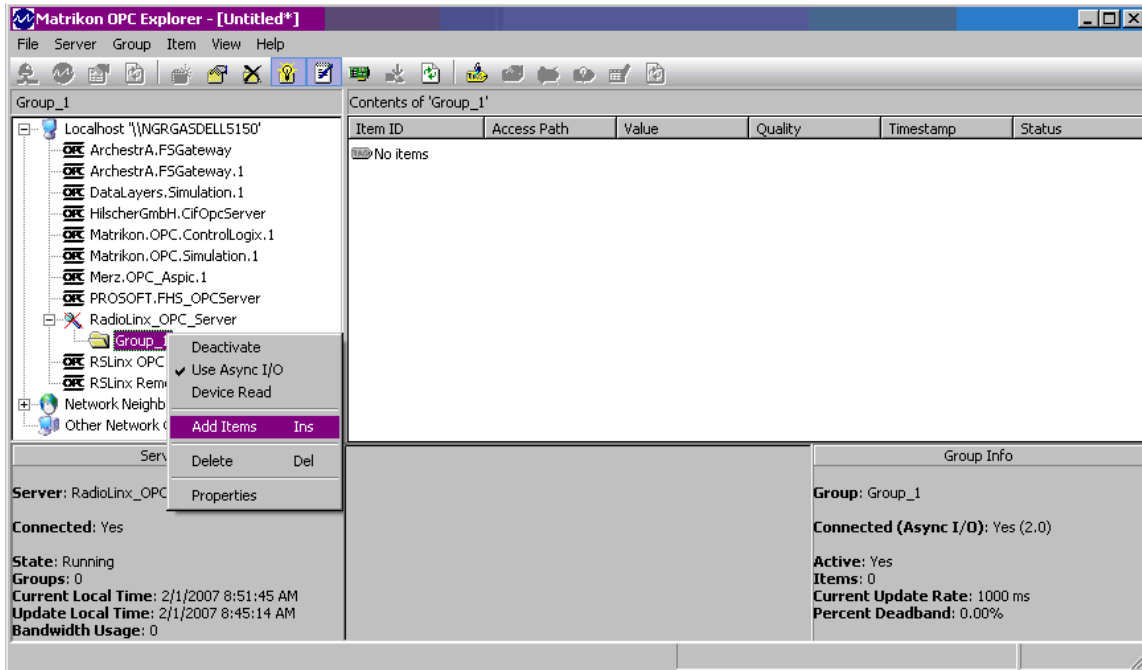 Matrikon OPC Explorer - [Untitled*]
File Server Group Item View Help
Group_1
Contents of 'Group_1'
Localhost '\\NGRGASDELL5150'
Item ID Access Path Value Quality Timestamp Status
ArchestrA.FSGateway
No items
ArchestrA.FSGateway.1
DataLayers.Simulation.1
HilscherGmbH.CifOpcServer
Matrikon.OPC.ControlLogix.1
Matrikon.OPC.Simulation.1
Merz.OPC_Aspic.1
PROSOFT.FHS_OPCServer
RadioLinx_OPC_Server
Group_1
RSLinx OPC
RSLinx Rem
Network Neighb
Other Network
Deactivate
Use Async I/O
Device Read
Add Items Ins
Delete Del
Properties
Serv
Server: RadioLinx_OPC
Connected: Yes
State: Running
Groups: 0
Current Local Time: 2/1/2007 8:51:45 AM
Update Local Time: 2/1/2007 8:45:14 AM
Bandwidth Usage: 0
Group Info
Group: Group_1
Connected (Async I/O): Yes (2.0)
Active: Yes
Items: 0
Current Update Rate: 1000 ms
Percent Deadband: 0.00%